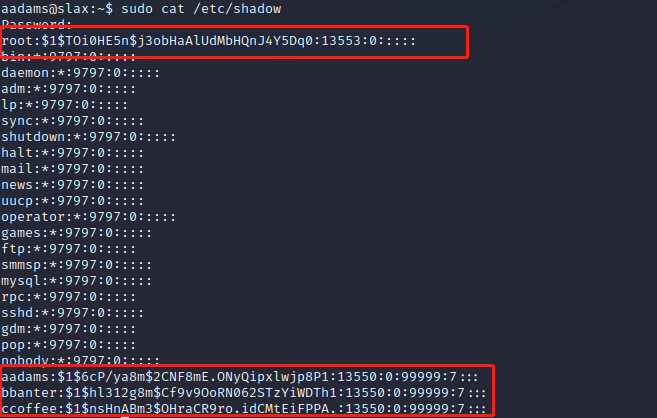 aadams@slax:~$ sudo cat /etc/shadow
Password:
root:$1$TOi0HE5n$j3obHaAlUdMbHQnJ4Y5Dq0:13553:0:::::
bin:*:9797:0:::::
daemon:*:9797:0:::::
adm:*:9797:0:::::
lp:*:9797:0:::::
sync:*:9797:0:::::
shutdown:*:9797:0:::::
halt:*:9797:0:::::
mail:*:9797:0:::::
news:*:9797:0:::::
uucp:*:9797:0:::::
operator:*:9797:0:::::
games:*:9797:0:::::
ftp:*:9797:0:::::
smmsp:*:9797:0:::::
mysql:*:9797:0:::::
rpc:*:9797:0:::::
sshd:*:9797:0:::::
gdm:*:9797:0:::::
pop:*:9797:0:::::
nobody:*:9797:0:::::
aadams:$1$6cP/ya8m$2CNF8mE.ONyQipxlwjp8P1:13550:0:99999:7:::
bbanter:$1$hl312g8m$Cf9v9OoRN062STzYiWDTh1:13550:0:99999:7:::
ccoffee:$1$nsHnABm3$OHraCR9ro.idCMtEiFPPA.:13550:0:99999:7:::